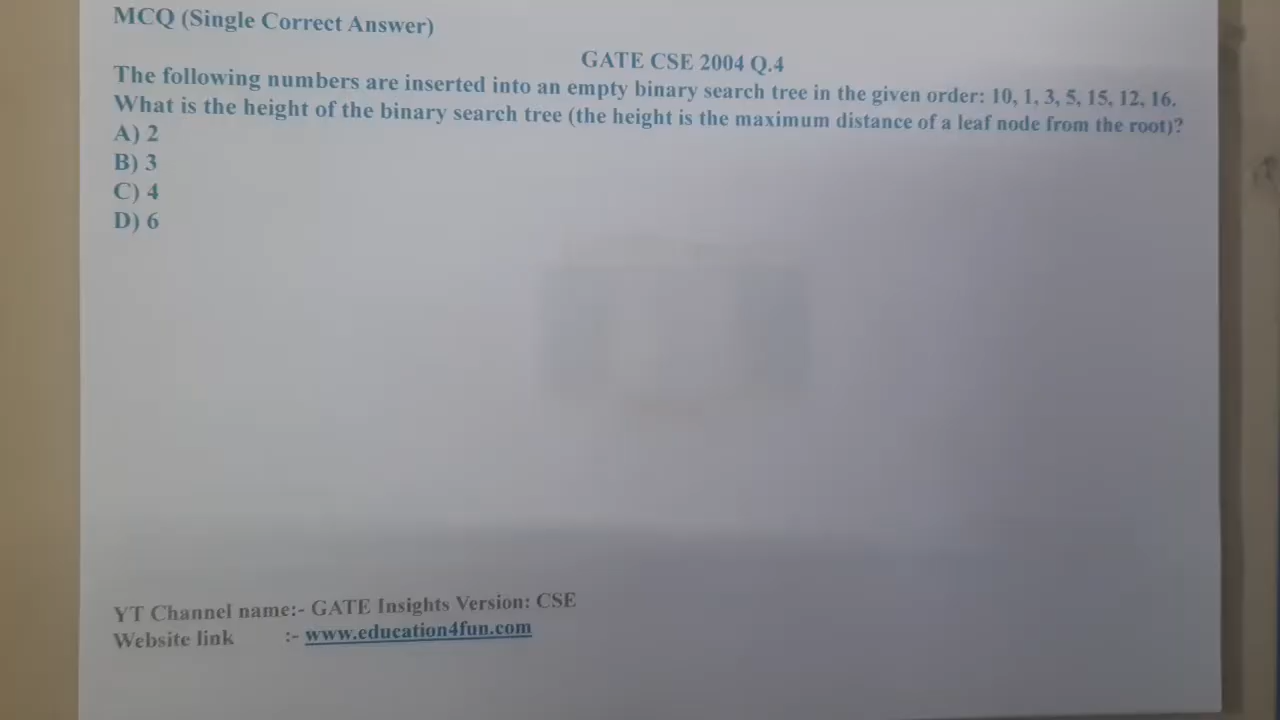 MCQ (Single Correct Answer)
GATE CSE 2004 Q.4
The following numbers are inserted into an empty binary search tree in the given order: 10, 1, 3, 5, 15, 12, 16.
What is the height of the binary search tree (the height is the maximum distance of a leaf node from the root)?
A) 2
B) 3
C) 4
D) 6
YT Channel name:- GATE Insights Version: CSE
Website link :- www.education4fun.com